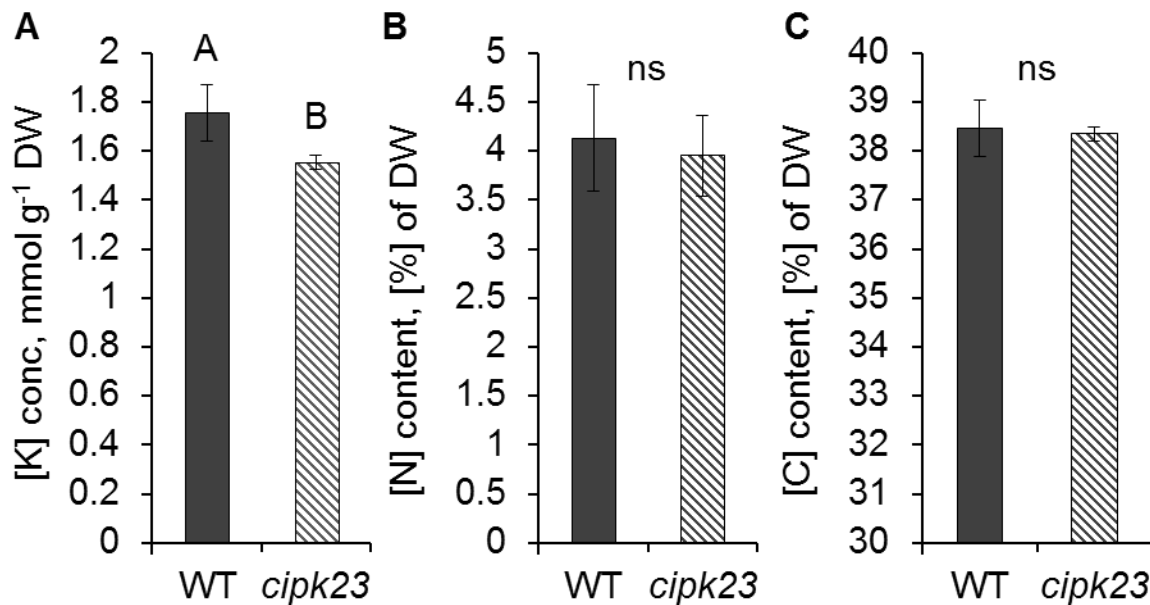 A
[K] conc, mmol g⁻¹ DW
2
1.8
1.6
1.4
1.2
1
0.8
0.6
0.4
0.2
0
A
B
WT cipk23
B
[N] content, [%] of DW
5
4.5
4
3.5
3
2.5
2
1.5
1
0.5
0
ns
WT cipk23
C
[C] content, [%] of DW
40
39
38
37
36
35
34
33
32
31
30
ns
WT cipk23